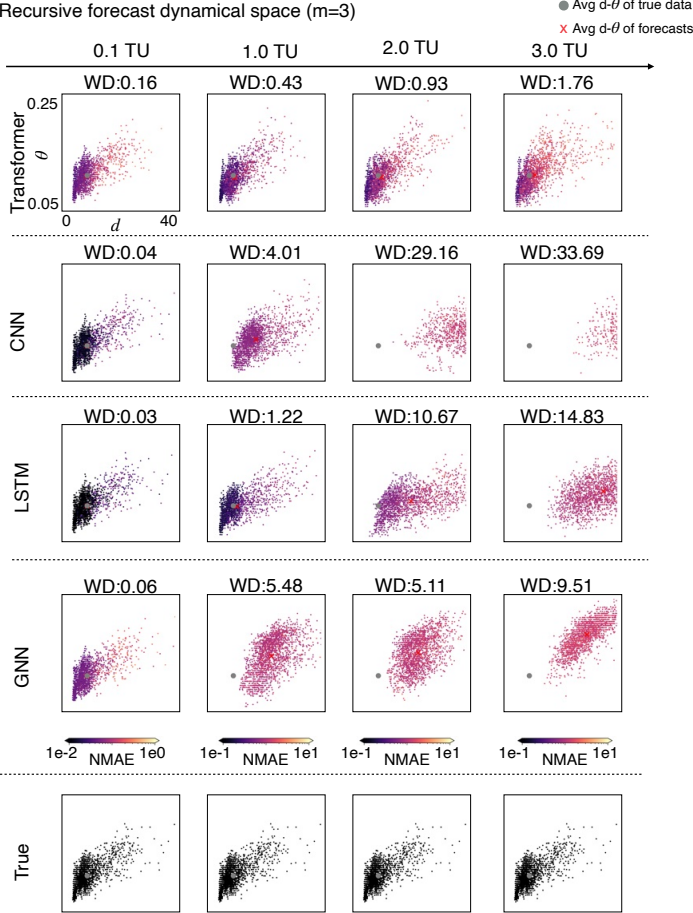 Recursive forecast dynamical space (m=3)
Avg d-θ of true data
x Avg d-θ of forecasts
0.1 TU 1.0 TU 2.0 TU 3.0 TU
WD:0.16 WD:0.43 WD:0.93 WD:1.76
Transformer
θ
0.25
0.05
0 d 40
WD:0.04 WD:4.01 WD:29.16 WD:33.69
CNN
WD:0.03 WD:1.22 WD:10.67 WD:14.83
LSTM
WD:0.06 WD:5.48 WD:5.11 WD:9.51
GNN
1e-2 NMAE 1e0 1e-1 NMAE 1e1 1e-1 NMAE 1e1 1e-1 NMAE 1e1
True